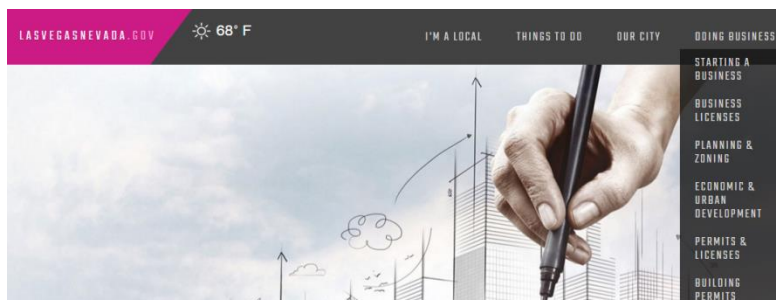 LASVEGASNEVADA.GOV
68° F
I'M A LOCAL
THINGS TO DO
OUR CITY
DOING BUSINESS
STARTING A
BUSINESS
BUSINESS
LICENSES
PLANNING &
ZONING
ECONOMIC &
URBAN
DEVELOPMENT
PERMITS &
LICENSES
BUILDING
PERMITS